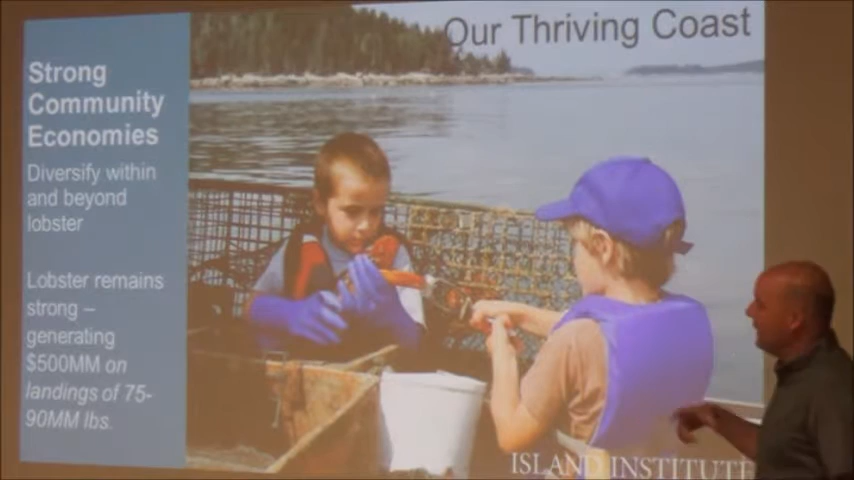 Our Thriving Coast
Strong
Community
Economies
Diversify within
and beyond
lobster
Lobster remains
strong –
generating
$500MM on
landings of 75-
90MM lbs.
ISLAND INSTITUTE